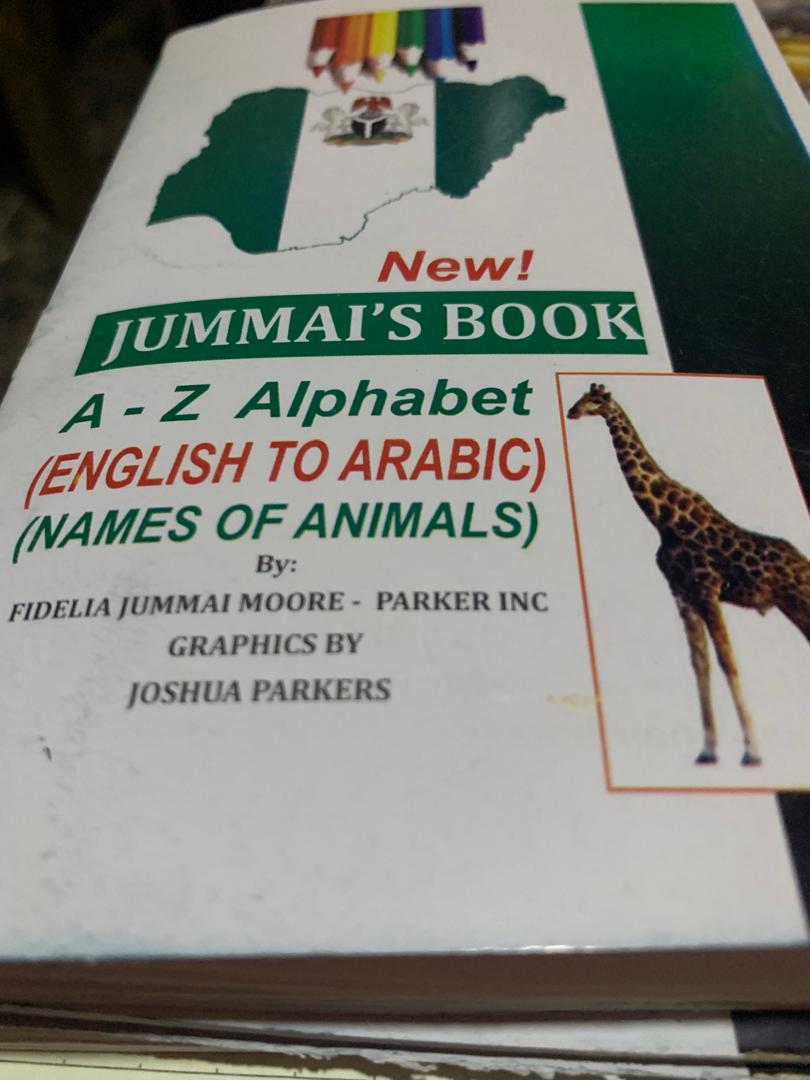 New!
JUMMAI'S BOOK
A - Z Alphabet
(ENGLISH TO ARABIC)
(NAMES OF ANIMALS)
By:
FIDELIA JUMMAI MOORE - PARKER INC
GRAPHICS BY
JOSHUA PARKERS